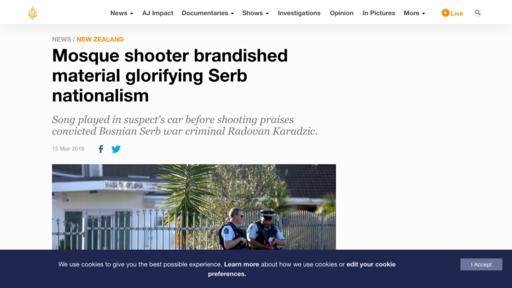 News AJ Impact Documentaries Shows Investigations Opinion In Pictures More Live
NEWS / NEW ZEALAND
Mosque shooter brandished
material glorifying Serb
nationalism
Song played in suspect's car before shooting praises
convicted Bosnian Serb war criminal Radovan Karadzic.
15 Mar 2019
We use cookies to give you the best possible experience. Learn more about how we use cookies or edit your cookie
preferences.
I Accept